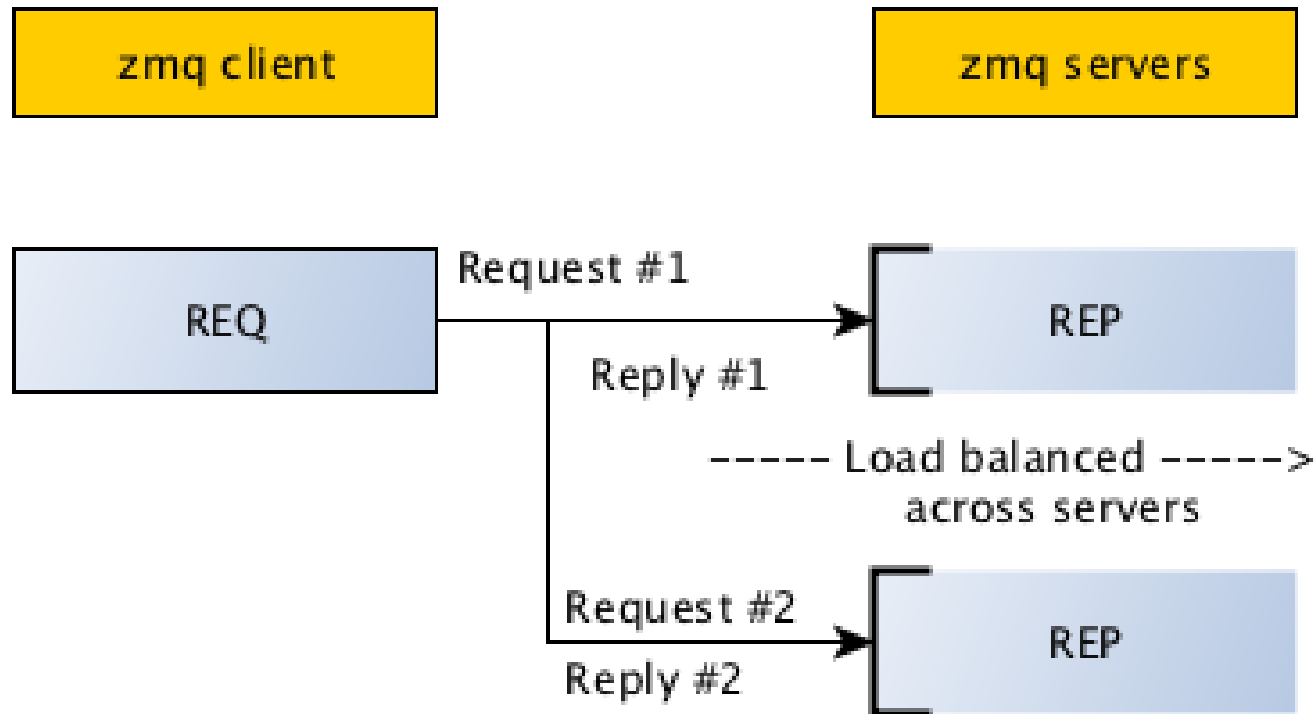 zmq client
zmq servers
Request #1
REQ
REP
Reply #1
----- Load balanced ----->
across servers
Request #2
REP
Reply #2